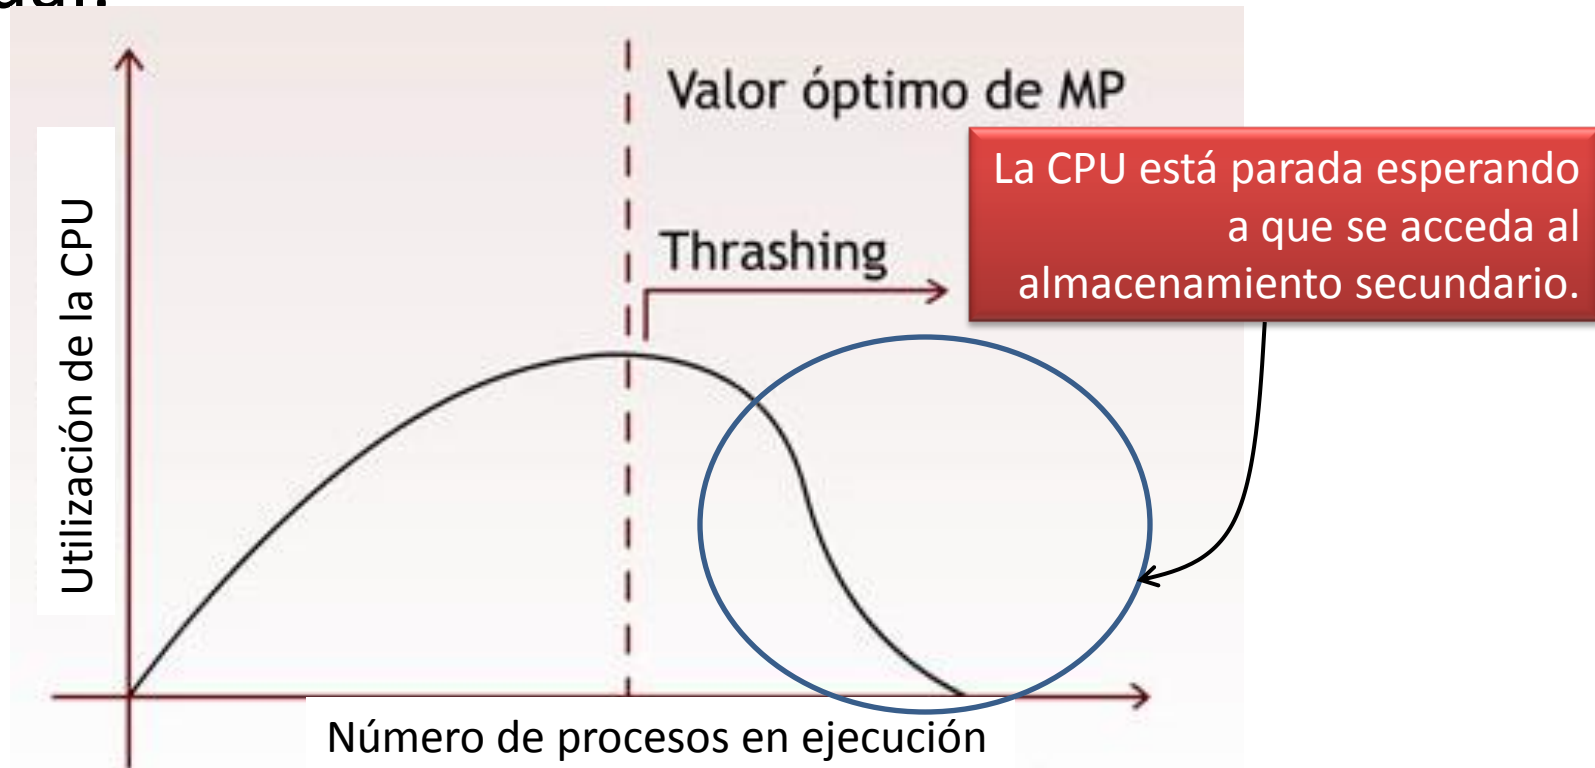 Valor óptimo de MP
La CPU está parada esperando
a que se acceda al
almacenamiento secundario.
Thrashing
Utilización de la CPU
Número de procesos en ejecución